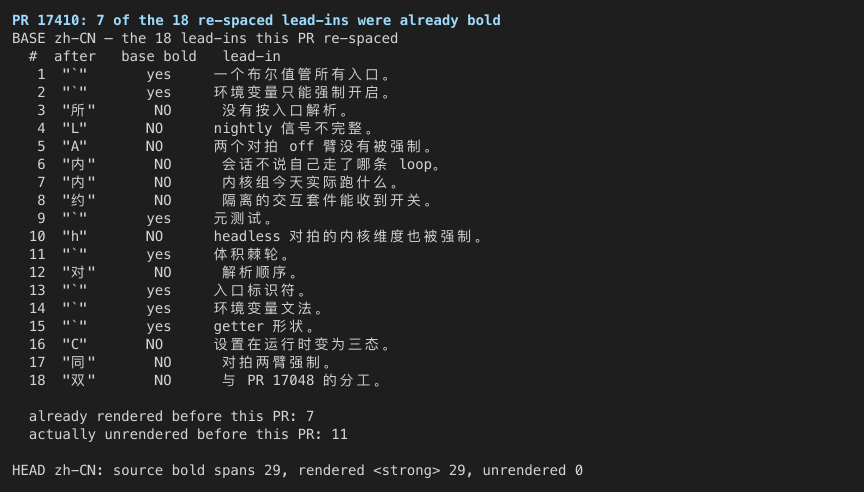 PR 17410: 7 of the 18 re-spaced lead-ins were already bold
BASE zh-CN — the 18 lead-ins this PR re-spaced
# after base bold lead-in
1 "`" yes 一个布尔值管所有入口。
2 "`" yes 环境变量只能强制开启。
3 "所" NO 没有按入口解析。
4 "L" NO nightly 信号不完整。
5 "A" NO 两个对拍 off 臂没有被强制。
6 "内" NO 会话不说自己走了哪条 loop。
7 "内" NO 内核组今天实际跑什么。
8 "约" NO 隔离的交互套件能收到开关。
9 "`" yes 元测试。
10 "h" NO headless 对拍的内核维度也被强制。
11 "`" yes 体积棘轮。
12 "对" NO 解析顺序。
13 "`" yes 入口标识符。
14 "`" yes 环境变量文法。
15 "`" yes getter 形状。
16 "C" NO 设置在运行时变为三态。
17 "同" NO 对拍两臂强制。
18 "双" NO 与 PR 17048 的分工。
already rendered before this PR: 7
actually unrendered before this PR: 11
HEAD zh-CN: source bold spans 29, rendered <strong> 29, unrendered 0